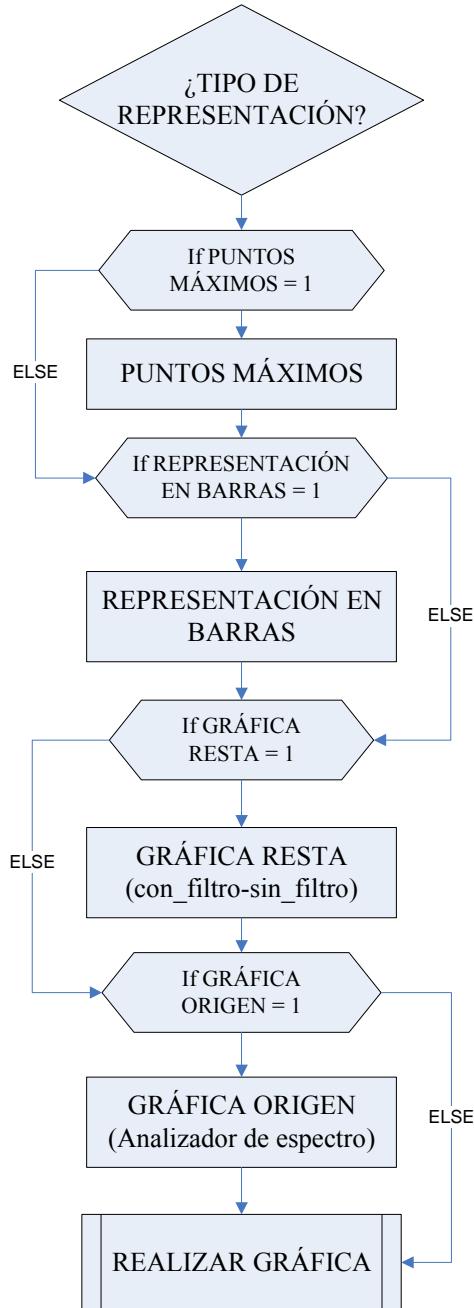 ¿TIPO DE
REPRESENTACIÓN?
If PUNTOS
MÁXIMOS = 1
ELSE
PUNTOS MÁXIMOS
If REPRESENTACIÓN
EN BARRAS = 1
REPRESENTACIÓN EN
BARRAS
ELSE
If GRÁFICA
RESTA = 1
ELSE
GRÁFICA RESTA
(con_filtro-sin_filtro)
If GRÁFICA
ORIGEN = 1
GRÁFICA ORIGEN
(Analizador de espectro)
ELSE
REALIZAR GRÁFICA